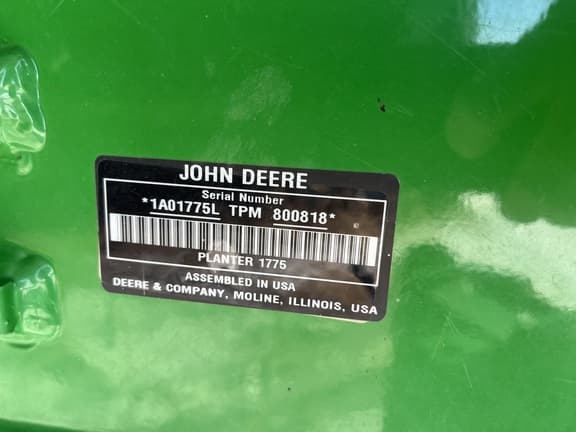 JOHN DEERE
Serial Number
*1A01775L TPM 800818*
PLANTER 1775
ASSEMBLED IN USA
DEERE & COMPANY, MOLINE, ILLINOIS, USA